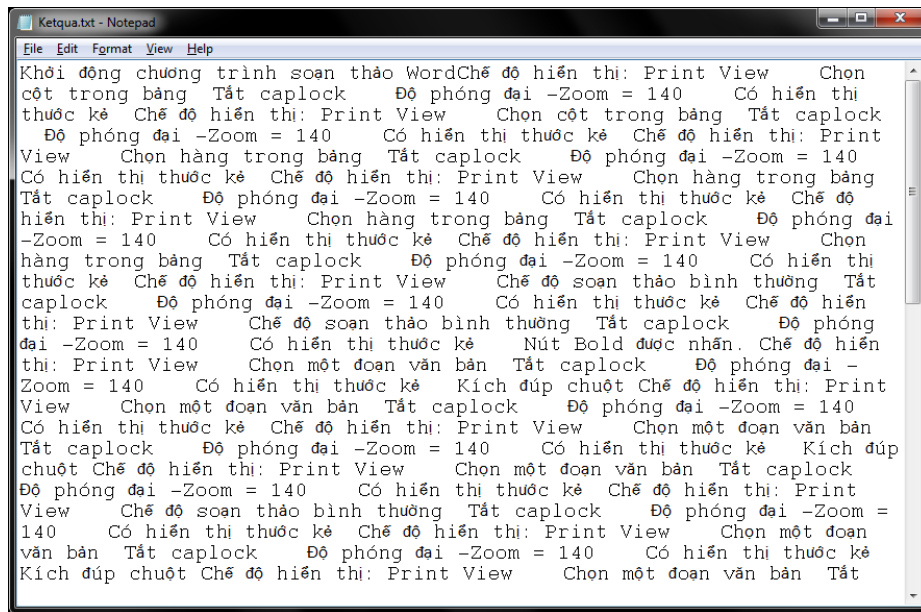 Ketqua.txt - Notepad
File Edit Format View Help
Khởi động chương trình soạn thảo WordChế độ hiển thị: Print View Chọn
cột trong bảng Tắt caplock Độ phóng đại -Zoom = 140 Có hiển thị
thước kẻ Chế độ hiển thị: Print View Chọn cột trong bảng Tắt caplock
Độ phóng đại -Zoom = 140 Có hiển thị thước kẻ Chế độ hiển thị: Print
View Chọn hàng trong bảng Tắt caplock Độ phóng đại -Zoom = 140
Có hiển thị thước kẻ Chế độ hiển thị: Print View Chọn hàng trong bảng
Tắt caplock Độ phóng đại -Zoom = 140 Có hiển thị thước kẻ Chế độ
hiển thị: Print View Chọn hàng trong bảng Tắt caplock Độ phóng đại
-Zoom = 140 Có hiển thị thước kẻ Chế độ hiển thị: Print View Chọn
hàng trong bảng Tắt caplock Độ phóng đại -Zoom = 140 Có hiển thị
thước kẻ Chế độ hiển thị: Print View Chế độ soạn thảo bình thường Tắt
caplock Độ phóng đại -Zoom = 140 Có hiển thị thước kẻ Chế độ hiển
thị: Print View Chế độ soạn thảo bình thường Tắt caplock Độ phóng
đại -Zoom = 140 Có hiển thị thước kẻ Nút Bold được nhấn. Chế độ hiển
thị: Print View Chọn một đoạn văn bản Tắt caplock Độ phóng đại -
Zoom = 140 Có hiển thị thước kẻ Kích đúp chuột Chế độ hiển thị: Print
View Chọn một đoạn văn bản Tắt caplock Độ phóng đại -Zoom = 140
Có hiển thị thước kẻ Chế độ hiển thị: Print View Chọn một đoạn văn bản
Tắt caplock Độ phóng đại -Zoom = 140 Có hiển thị thước kẻ Kích đúp
chuột Chế độ hiển thị: Print View Chọn một đoạn văn bản Tắt caplock
Độ phóng đại -Zoom = 140 Có hiển thị thước kẻ Chế độ hiển thị: Print
View Chế độ soạn thảo bình thường Tắt caplock Độ phóng đại -Zoom =
140 Có hiển thị thước kẻ Chế độ hiển thị: Print View Chọn một đoạn
văn bản Tắt caplock Độ phóng đại -Zoom = 140 Có hiển thị thước kẻ
Kích đúp chuột Chế độ hiển thị: Print View Chọn một đoạn văn bản Tắt